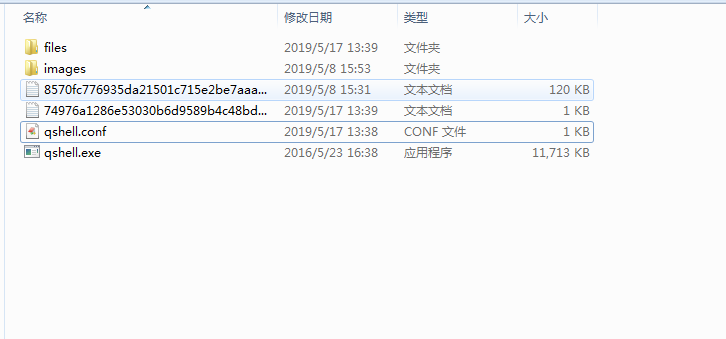 名称 修改日期 类型 大小
files 2019/5/17 13:39 文件夹
images 2019/5/8 15:53 文件夹
8570fc776935da21501c715e2be7aaa... 2019/5/8 15:31 文本文档 120 KB
74976a1286e53030b6d9589b4c48bd... 2019/5/17 13:39 文本文档 1 KB
qshell.conf 2019/5/17 13:38 CONF 文件 1 KB
qshell.exe 2016/5/23 16:38 应用程序 11,713 KB